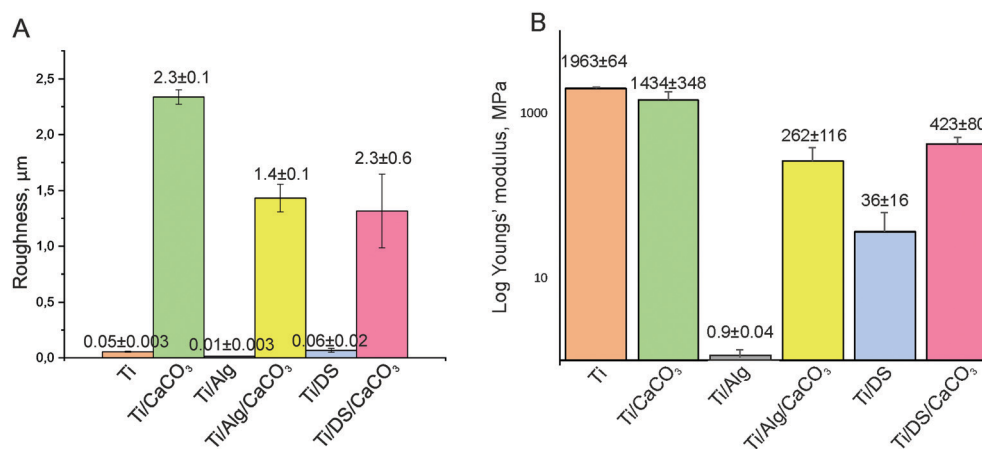 A
Roughness, µm
2,5
2,0
1,5
1,0
0,5
0,0
2.3±0.1
1.4±0.1
2.3±0.6
0.05±0.003
0.01±0.003
0.06±0.02
Ti
Ti/CaCO₃
Ti/Alg
Ti/Alg/CaCO₃
Ti/DS
Ti/DS/CaCO₃
B
Log Youngs' modulus, MPa
1000
10
1963±64
1434±348
0.9±0.04
262±116
36±16
423±80
Ti
Ti/CaCO₃
Ti/Alg
Ti/Alg/CaCO₃
Ti/DS
Ti/DS/CaCO₃